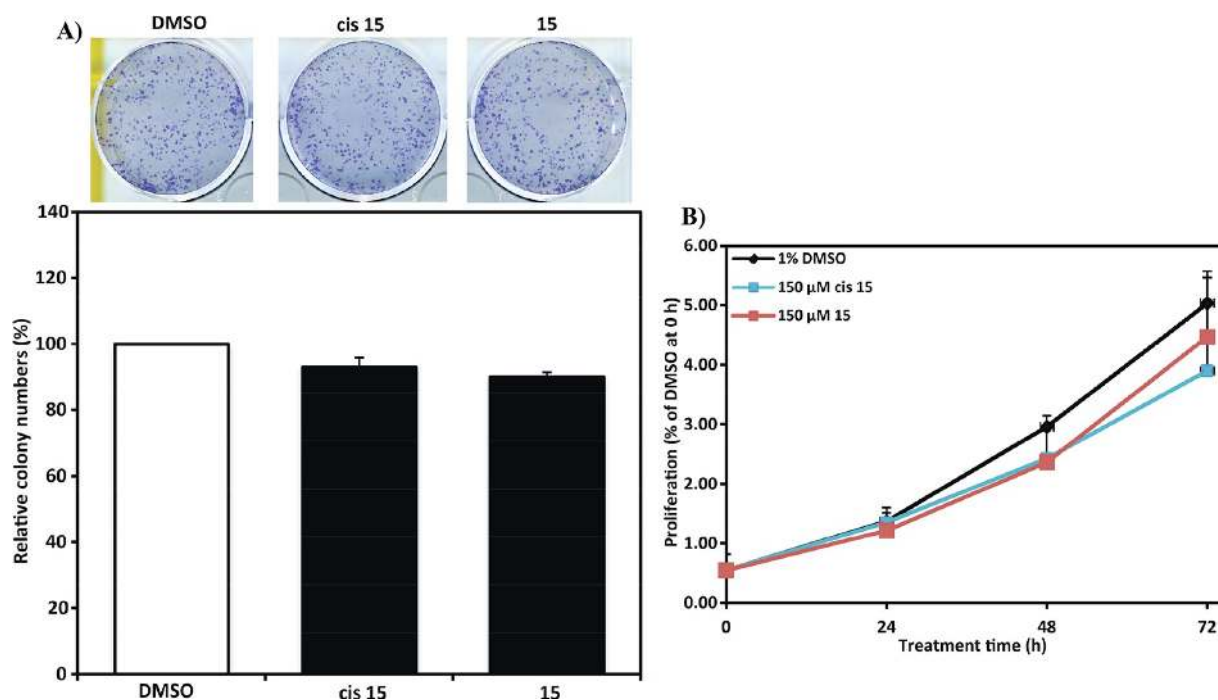 A)
DMSO
cis 15
15
140
120
100
80
60
40
20
0
Relative colony numbers (%)
DMSO
cis 15
15
B)
6.00
5.00
4.00
3.00
2.00
1.00
0.00
Proliferation (% of DMSO at 0 h)
1% DMSO
150 µM cis 15
150 µM 15
0
24
48
72
Treatment time (h)